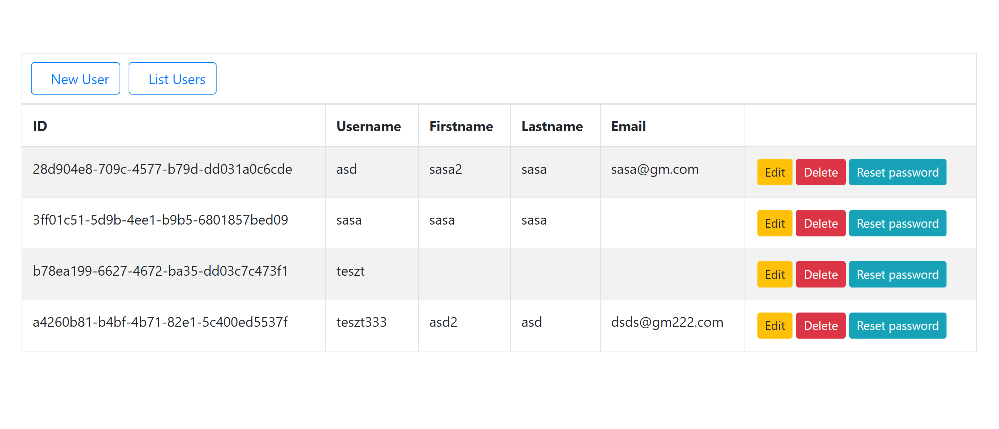 New User List Users
ID Username Firstname Lastname Email
28d904e8-709c-4577-b79d-dd031a0c6cde asd sasa2 sasa sasa@gm.com Edit Delete Reset password
3ff01c51-5d9b-4ee1-b9b5-6801857bed09 sasa sasa sasa Edit Delete Reset password
b78ea199-6627-4672-ba35-dd03c7c473f1 teszt Edit Delete Reset password
a4260b81-b4bf-4b71-82e1-5c400ed5537f teszt333 asd2 asd dsds@gm222.com Edit Delete Reset password